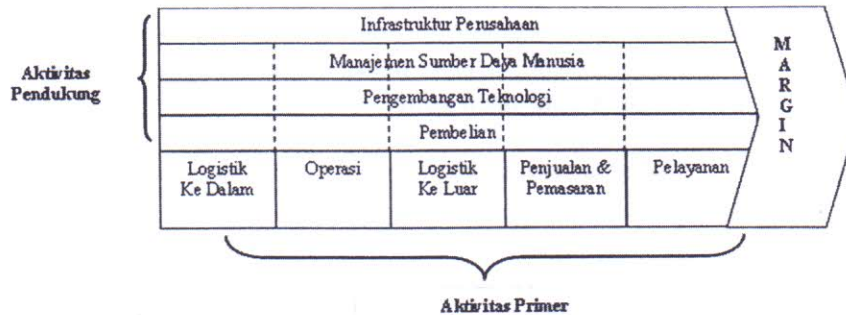 Infrastruktur Perusahaan
Manajemen Sumber Daya Manusia
Aktivitas
Pendukung
Pengembangan Teknologi
Pembelian
Logistik
Ke Dalam
Operasi
Logistik
Ke Luar
Penjualan &
Pemasaran
Pelayanan
MARGIN
Aktivitas Primer